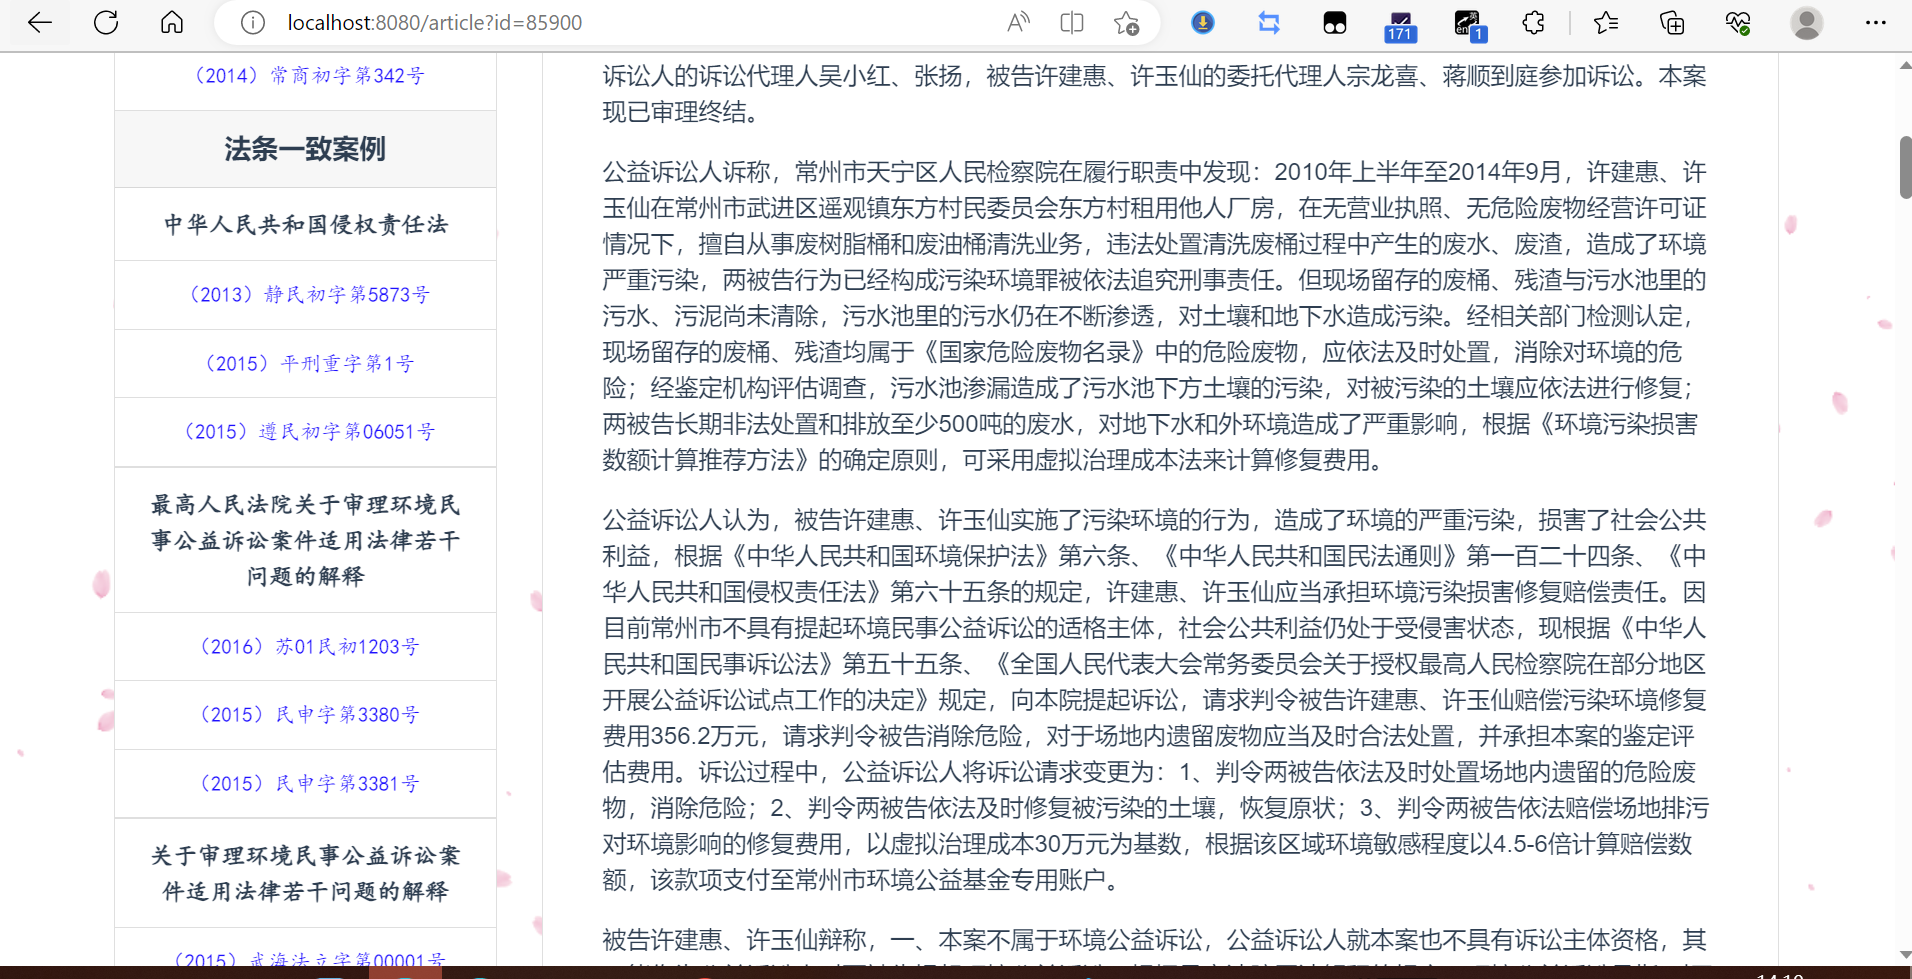 localhost:8080/article?id=85900
171
1
（2014）常商初字第342号
法条一致案例
中华人民共和国侵权责任法
（2013）静民初字第5873号
（2015）平刑重字第1号
（2015）遵民初字第06051号
最高人民法院关于审理环境民
事公益诉讼案件适用法律若干
问题的解释
（2016）苏01民初1203号
（2015）民申字第3380号
（2015）民申字第3381号
关于审理环境民事公益诉讼案
件适用法律若干问题的解释
（2015）武海法立字第00001号
诉讼人的诉讼代理人吴小红、张扬，被告许建惠、许玉仙的委托代理人宗龙喜、蒋顺到庭参加诉讼。本案
现已审理终结。
公益诉讼人诉称，常州市天宁区人民检察院在履行职责中发现：2010年上半年至2014年9月，许建惠、许
玉仙在常州市武进区遥观镇东方村民委员会东方村租用他人厂房，在无营业执照、无危险废物经营许可证
情况下，擅自从事废树脂桶和废油桶清洗业务，违法处置清洗废桶过程中产生的废水、废渣，造成了环境
严重污染，两被告行为已经构成污染环境罪被依法追究刑事责任。但现场留存的废桶、残渣与污水池里的
污水、污泥尚未清除，污水池里的污水仍在不断渗透，对土壤和地下水造成污染。经相关部门检测认定，
现场留存的废桶、残渣均属于《国家危险废物名录》中的危险废物，应依法及时处置，消除对环境的危
险；经鉴定机构评估调查，污水池渗漏造成了污水池下方土壤的污染，对被污染的土壤应依法进行修复；
两被告长期非法处置和排放至少500吨的废水，对地下水和外环境造成了严重影响，根据《环境污染损害
数额计算推荐方法》的确定原则，可采用虚拟治理成本法来计算修复费用。
公益诉讼人认为，被告许建惠、许玉仙实施了污染环境的行为，造成了环境的严重污染，损害了社会公共
利益，根据《中华人民共和国环境保护法》第六条、《中华人民共和国民法通则》第一百二十四条、《中
华人民共和国侵权责任法》第六十五条的规定，许建惠、许玉仙应当承担环境污染损害修复赔偿责任。因
目前常州市不具有提起环境民事公益诉讼的适格主体，社会公共利益仍处于受侵害状态，现根据《中华人
民共和国民事诉讼法》第五十五条、《全国人民代表大会常务委员会关于授权最高人民检察院在部分地区
开展公益诉讼试点工作的决定》规定，向本院提起诉讼，请求判令被告许建惠、许玉仙赔偿污染环境修复
费用356.2万元，请求判令被告消除危险，对于场地内遗留废物应当及时合法处置，并承担本案的鉴定评
估费用。诉讼过程中，公益诉讼人将诉讼请求变更为：1、判令两被告依法及时处置场地内遗留的危险废
物，消除危险；2、判令两被告依法及时修复被污染的土壤，恢复原状；3、判令两被告依法赔偿场地排污
对环境影响的修复费用，以虚拟治理成本30万元为基数，根据该区域环境敏感程度以4.5-6倍计算赔偿数
额，该款项支付至常州市环境公益基金专用账户。
被告许建惠、许玉仙辩称，一、本案不属于环境公益诉讼，公益诉讼人就本案也不具有诉讼主体资格，其